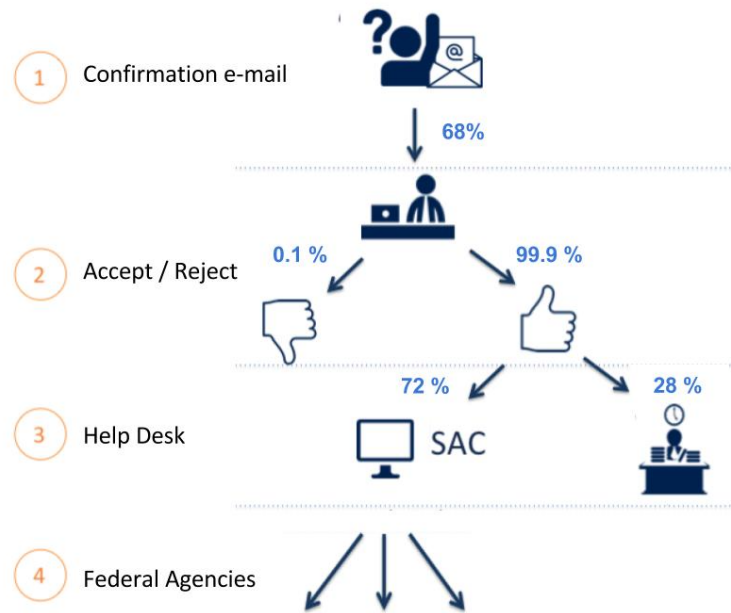 1 Confirmation e-mail
?
@
68%
0.1 %
99.9 %
2 Accept / Reject
72 %
28 %
3 Help Desk
SAC
4 Federal Agencies